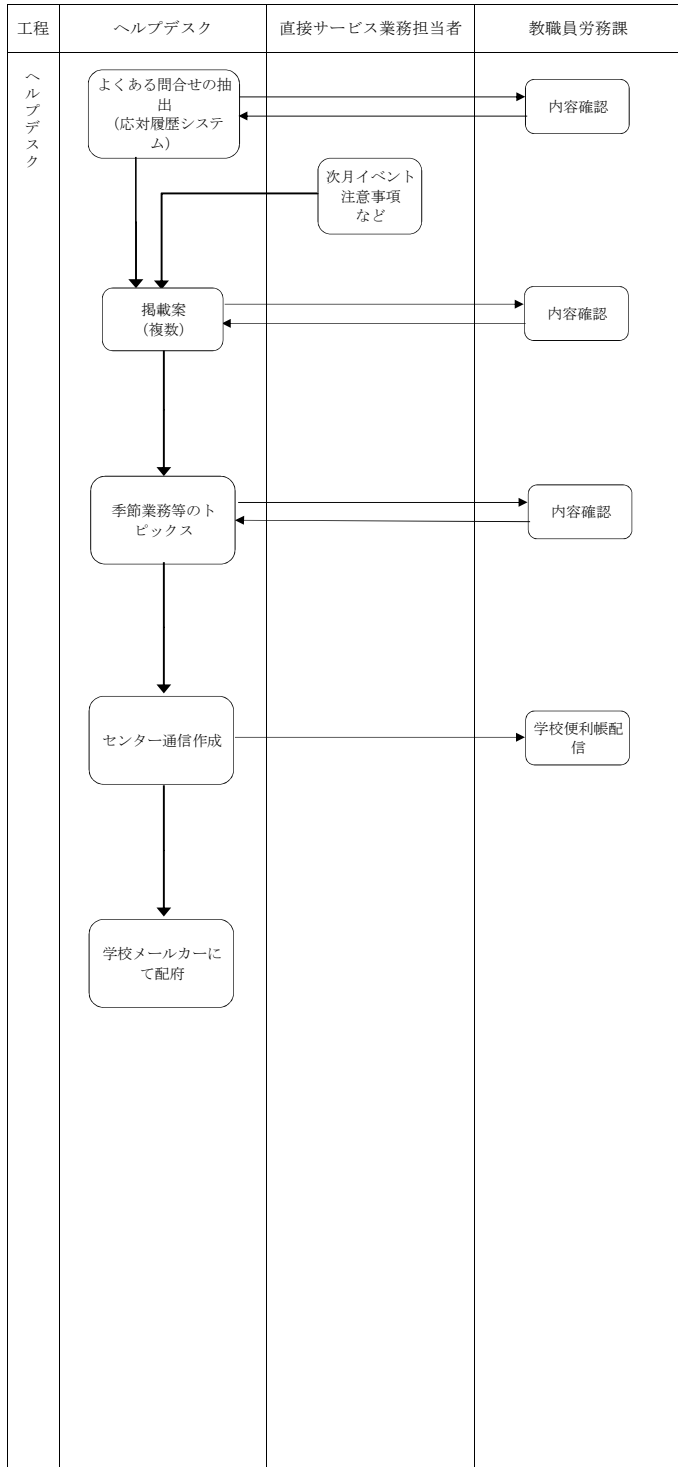 工程
ヘルプデスク
直接サービス業務担当者
教職員労務課
ヘルプデスク
よくある問合せの抽
出
（応対履歴システ
ム）
内容確認
次月イベント
注意事項
など
掲載案
（複数）
内容確認
季節業務等のト
ピックス
内容確認
センター通信作成
学校便利帳配
信
学校メールカーに
て配府